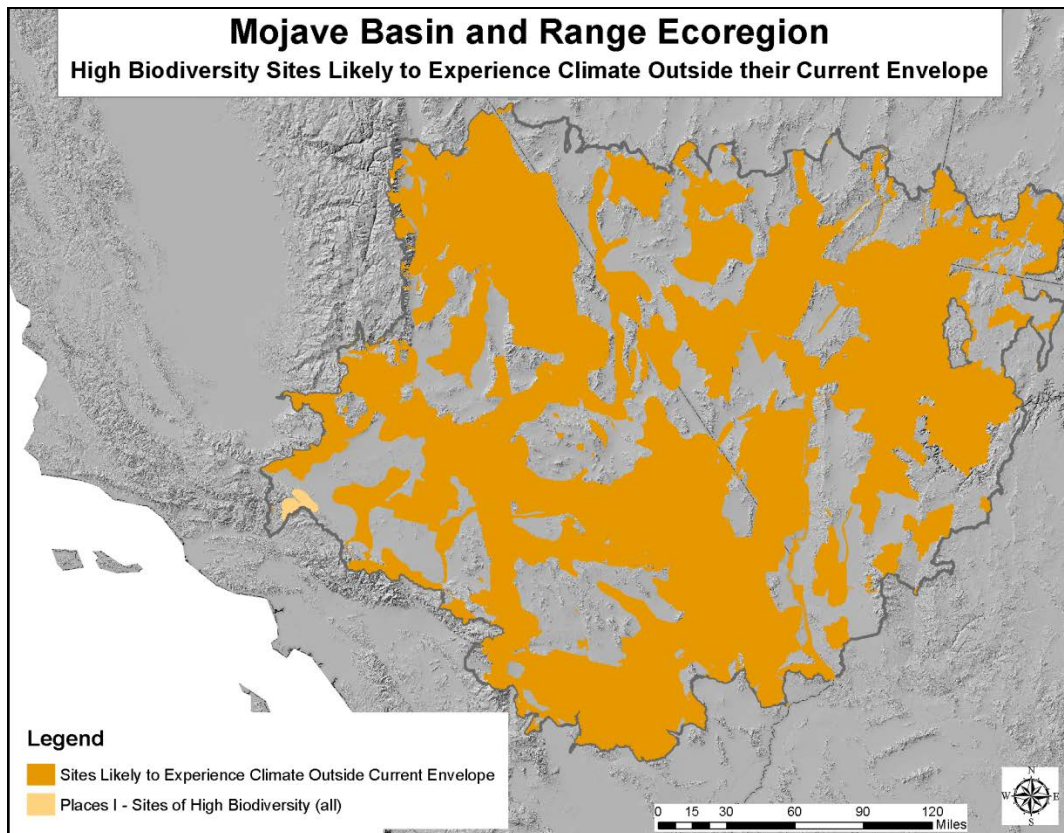 Mojave Basin and Range Ecoregion
High Biodiversity Sites Likely to Experience Climate Outside their Current Envelope
Legend
Sites Likely to Experience Climate Outside Current Envelope
Places I - Sites of High Biodiversity (all)
0 15 30 60 90 120
Miles
N
W E
S